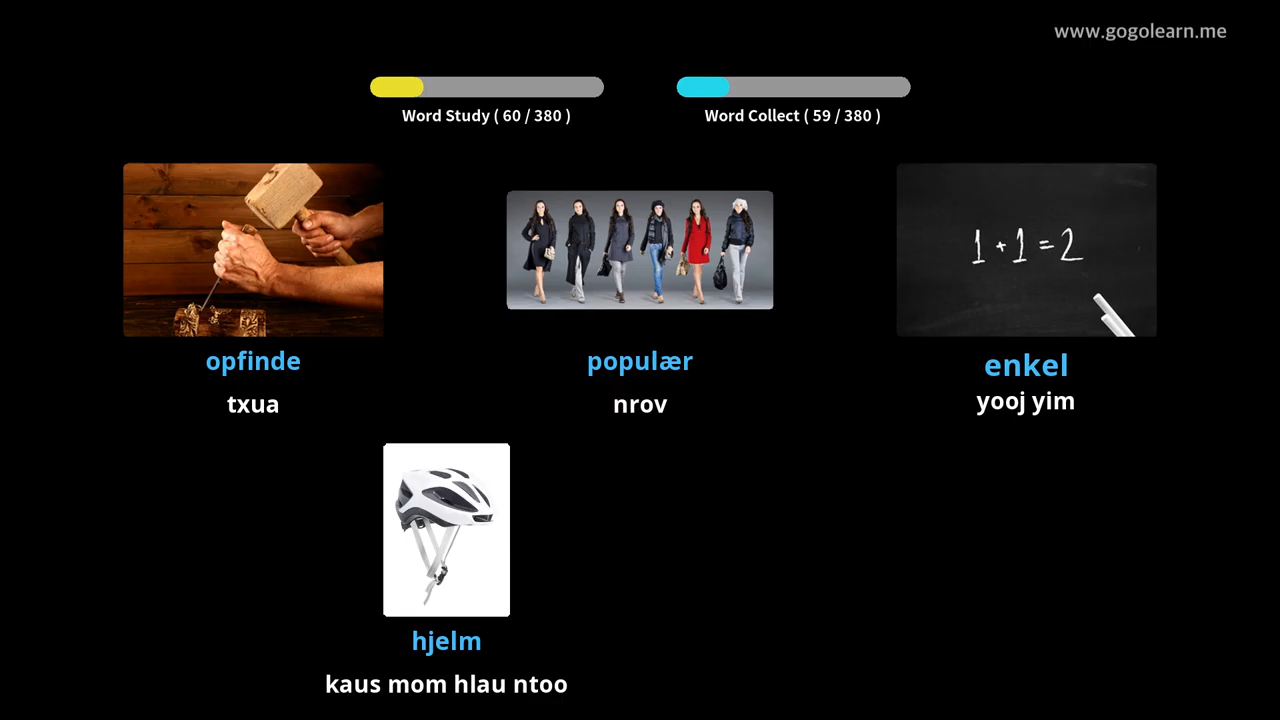 www.gogolearn.me
Word Study ( 60 / 380 )
Word Collect ( 59 / 380 )
1 + 1 = 2
opfinde
populær
enkel
txua
nrov
yooj yim
hjelm
kaus mom hlau ntoo